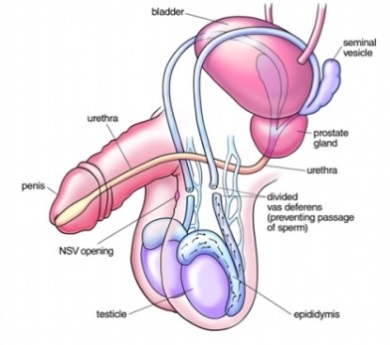 bladder
seminal
vesicle
urethra
prostate
gland
urethra
penis
divided
vas deferens
(preventing passage
of sperm)
NSV opening
testicle
epididymis